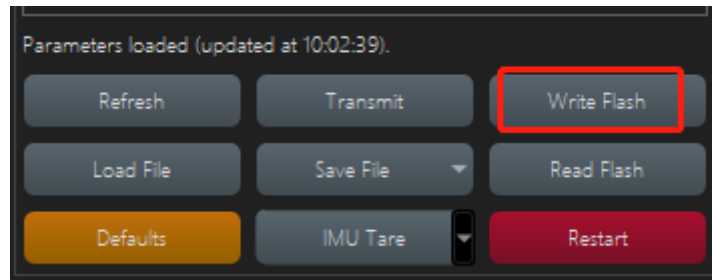 Parameters loaded (updated at 10:02:39).
Refresh Transmit Write Flash
Load File Save File Read Flash
Defaults IMU Tare Restart